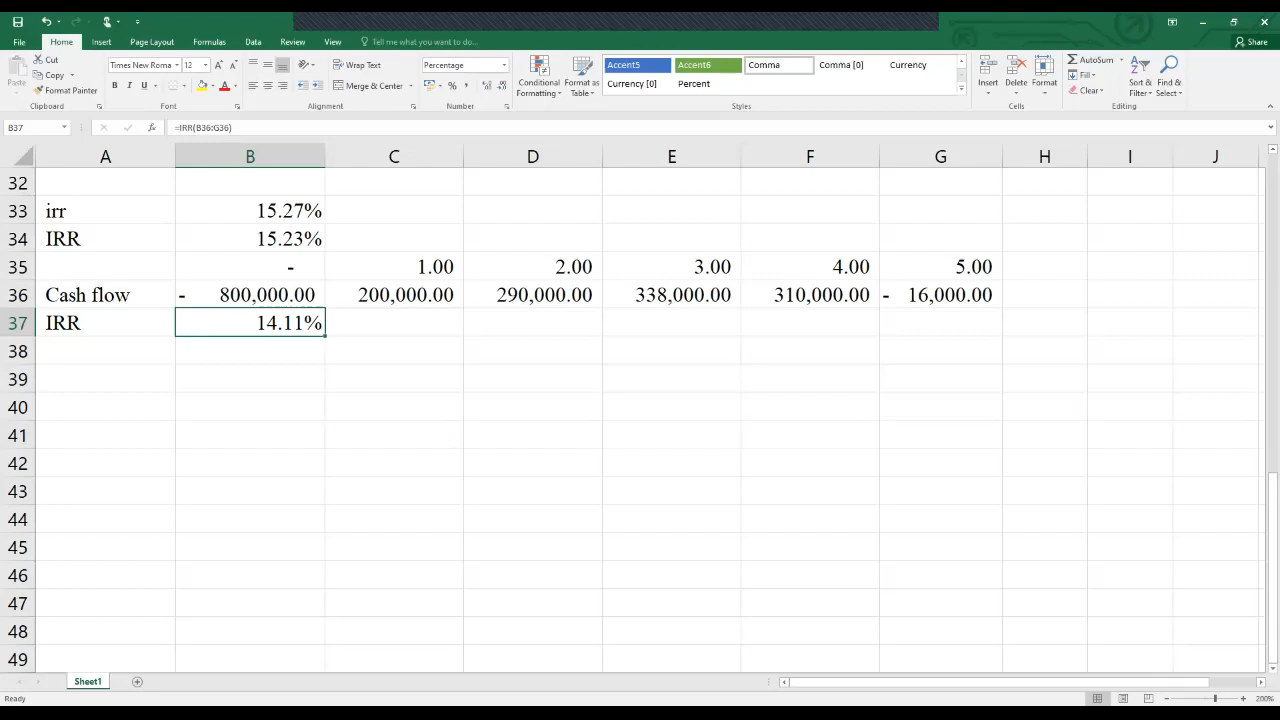 File Home Insert Page Layout Formulas Data Review View Tell me what you want to do... Share
Paste Cut Times New Roma 12 A A Wrap Text Percentage Conditional Format as Accent5 Accent6 Comma Comma [0] Currency Insert Delete Format AutoSum Sort & Find &
Copy Fill
Format Painter B I U A Merge & Center % Formatting Table Currency [0] Percent Clear Filter Select
Clipboard Font Alignment Number Styles Cells Editing
B37 fx =IRR(B36:G36)
A B C D E F G H I J
32
33 irr 15.27%
34 IRR 15.23%
35 - 1.00 2.00 3.00 4.00 5.00
36 Cash flow - 800,000.00 200,000.00 290,000.00 338,000.00 310,000.00 - 16,000.00
37 IRR 14.11%
38
39
40
41
42
43
44
45
46
47
48
49
Sheet1
Ready 200%